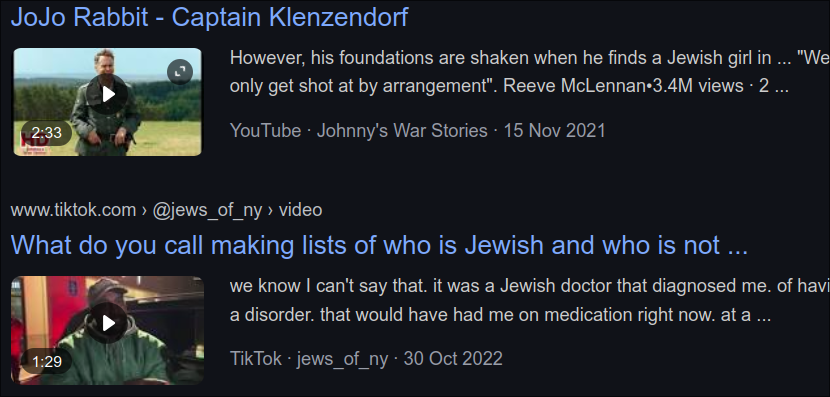 JoJo Rabbit - Captain Klenzendorf
However, his foundations are shaken when he finds a Jewish girl in ... "We
only get shot at by arrangement". Reeve McLennan•3.4M views · 2 ...
2:33
YouTube · Johnny's War Stories · 15 Nov 2021
www.tiktok.com › @jews_of_ny › video
What do you call making lists of who is Jewish and who is not ...
we know I can't say that. it was a Jewish doctor that diagnosed me. of havi
a disorder. that would have had me on medication right now. at a ...
1:29
TikTok · jews_of_ny · 30 Oct 2022